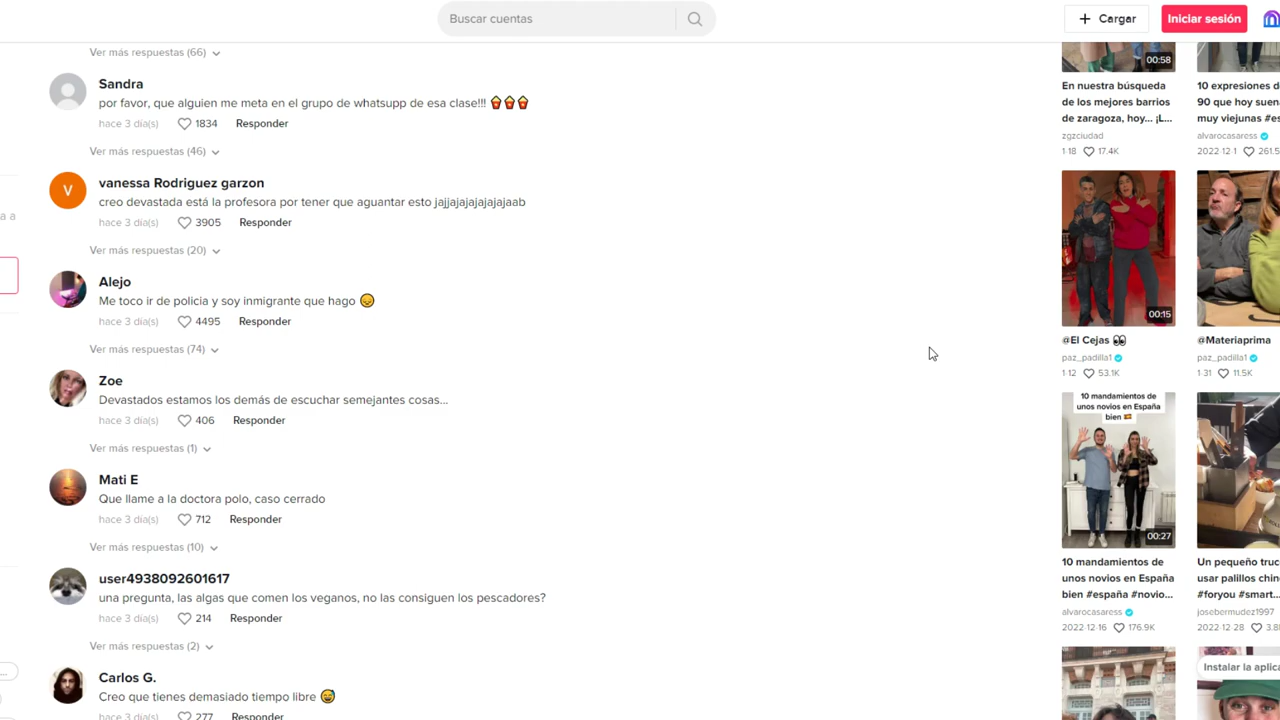 Buscar cuentas
+ Cargar
Iniciar sesión
Ver más respuestas (66)
Sandra
por favor, que alguien me meta en el grupo de whatsupp de esa clase!!! 🍿🍿🍿
hace 3 día(s) 1834 Responder
Ver más respuestas (46)
V
vanessa Rodriguez garzon
creo devastada está la profesora por tener que aguantar esto jajjajajajajajajaab
hace 3 día(s) 3905 Responder
Ver más respuestas (20)
Alejo
Me toco ir de policia y soy inmigrante que hago 😞
hace 3 día(s) 4495 Responder
Ver más respuestas (74)
Zoe
Devastados estamos los demás de escuchar semejantes cosas...
hace 3 día(s) 406 Responder
Ver más respuestas (1)
Mati E
Que llame a la doctora polo, caso cerrado
hace 3 día(s) 712 Responder
Ver más respuestas (10)
user4938092601617
una pregunta, las algas que comen los veganos, no las consiguen los pescadores?
hace 3 día(s) 214 Responder
Ver más respuestas (2)
Carlos G.
Creo que tienes demasiado tiempo libre 😅
hace 3 día(s) 277 Responder
a a
...
00:58
En nuestra búsqueda
de los mejores barrios
de zaragoza, hoy... ¡L...
zgzciudad
1-18 17.4K
10 expresiones d
90 que hoy suen
muy viejunas #es
alvarocasaress
2022-12-1 261.5
00:15
@El Cejas 👀
paz_padilla1
1-12 53.1K
@Materiaprima
paz_padilla1
1-31 11.5K
10 mandamientos de
unos novios en España
bien 🇪🇸
00:27
10 mandamientos de
unos novios en España
bien #españa #novio...
alvarocasaress
2022-12-16 176.9K
Un pequeño truc
usar palillos chin
#foryou #smart...
josebermudez1997
2022-12-28 3.8
Instalar la aplica